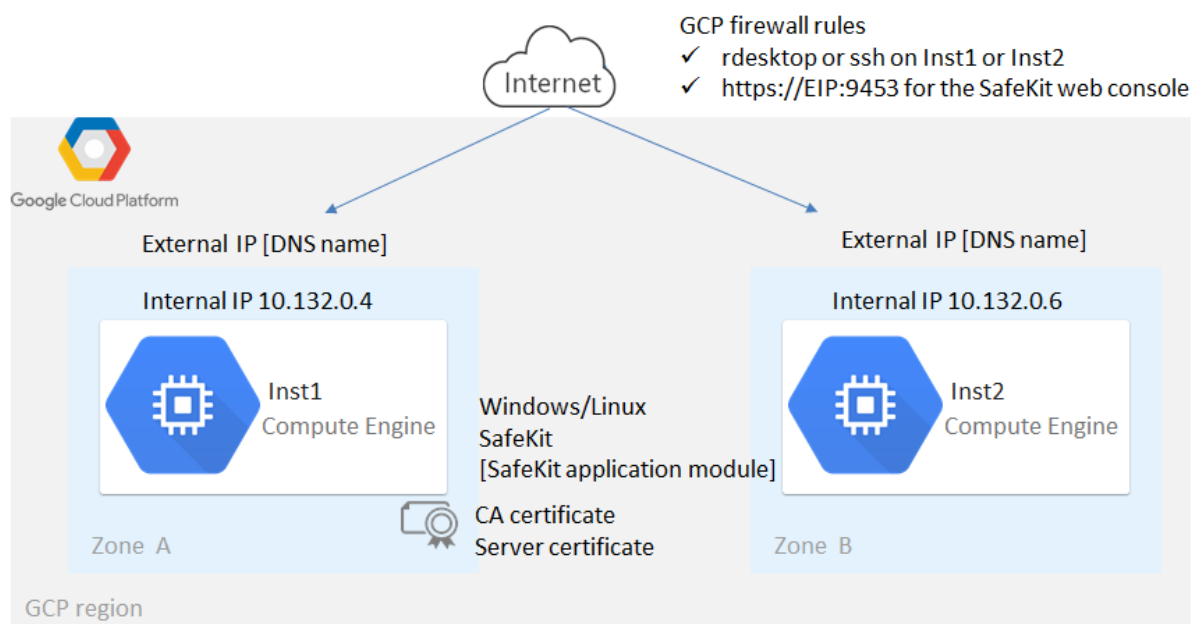 GCP firewall rules
✓ rdesktop or ssh on Inst1 or Inst2
✓ https://EIP:9453 for the SafeKit web console
Internet
Google Cloud Platform
External IP [DNS name]
External IP [DNS name]
Internal IP 10.132.0.4
Internal IP 10.132.0.6
Inst1
Compute Engine
Inst2
Compute Engine
Windows/Linux
SafeKit
[SafeKit application module]
CA certificate
Server certificate
Zone A
Zone B
GCP region